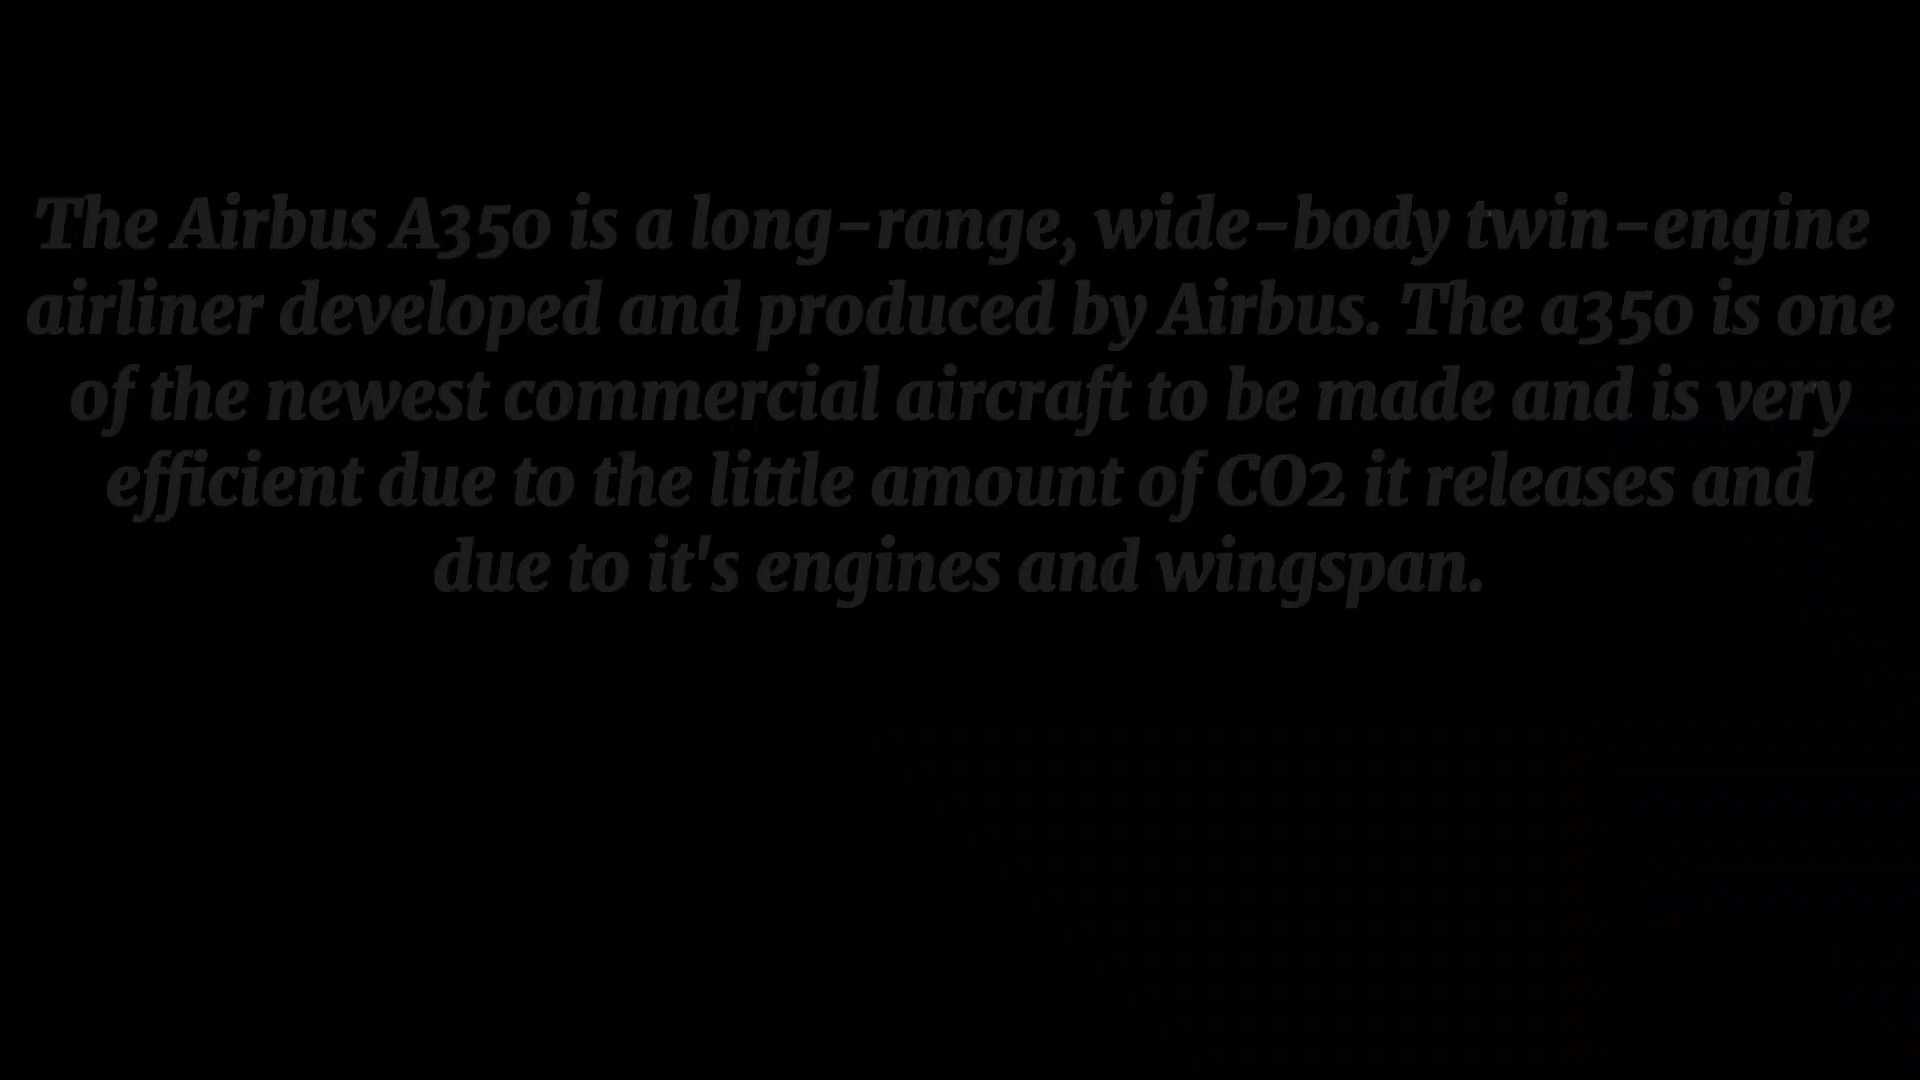 The Airbus A350 is a long-range, wide-body twin-engine
airliner developed and produced by Airbus. The a350 is one
of the newest commercial aircraft to be made and is very
efficient due to the little amount of CO2 it releases and
due to it's engines and wingspan.